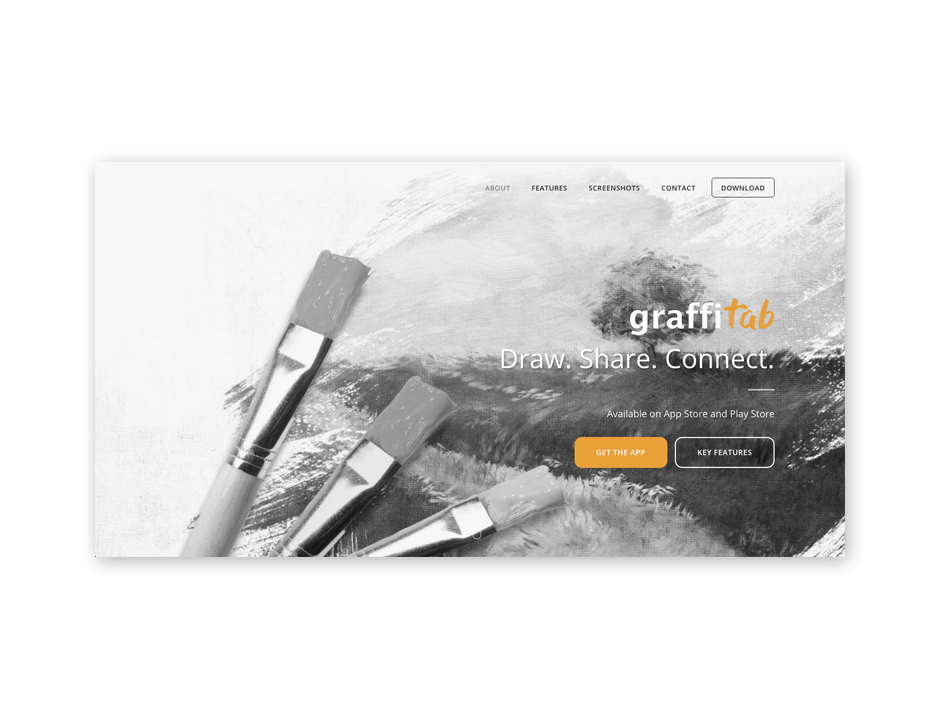 ABOUT FEATURES SCREENSHOTS CONTACT DOWNLOAD
graffitab
Draw. Share. Connect.
Available on App Store and Play Store
GET THE APP KEY FEATURES